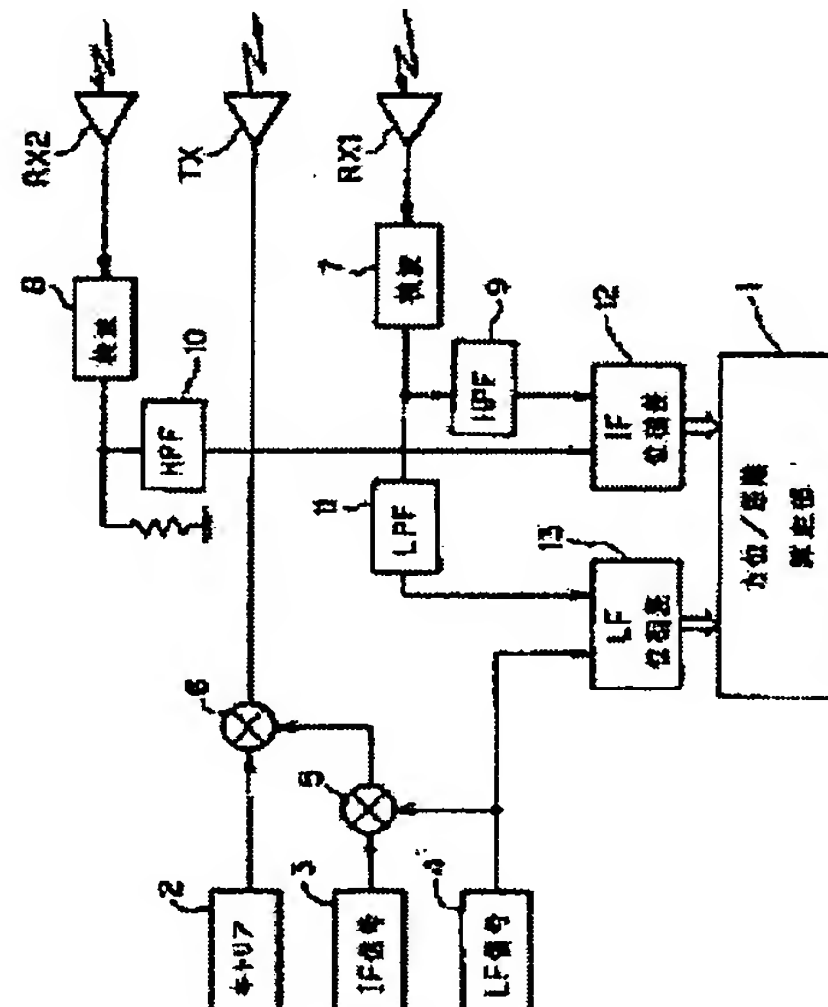 RX2
TX
RX1
8
検波
7
検波
10
HPF
9
HPF
11
LPF
12
IF
位相差
13
LF
位相差
1
方位/距離
算定部
6
5
2
キャリア
3
IF信号
4
LF信号